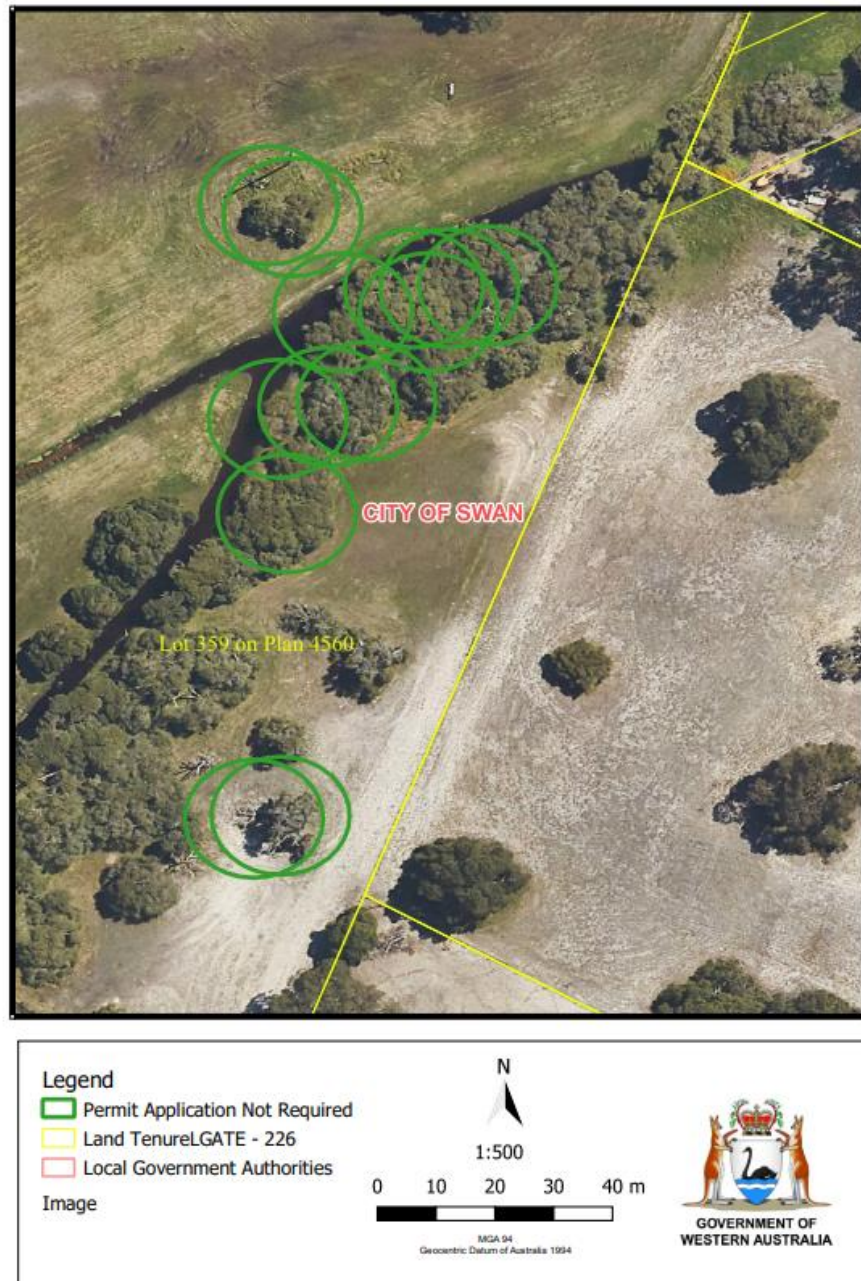 CITY OF SWAN
Lot 359 on Plan 4560
Legend
Permit Application Not Required
Land TenureLGATE - 226
Local Government Authorities
Image
N
1:500
0 10 20 30 40 m
MGA 94
Geocentric Datum of Australia 1994
GOVERNMENT OF
WESTERN AUSTRALIA